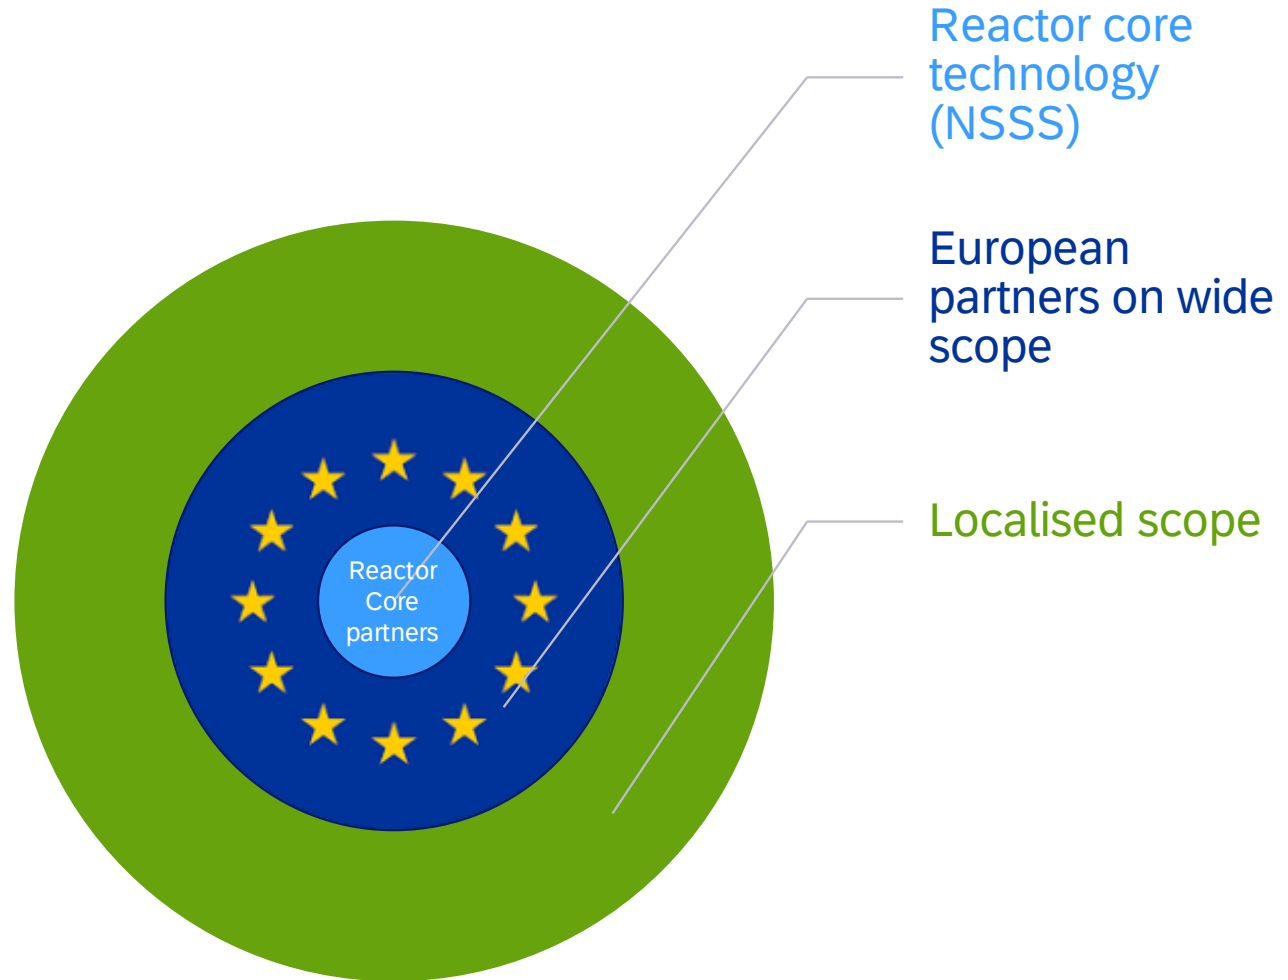 Reactor core
technology
(NSSS)
European
partners on wide
scope
Localised scope
Reactor
Core
partners